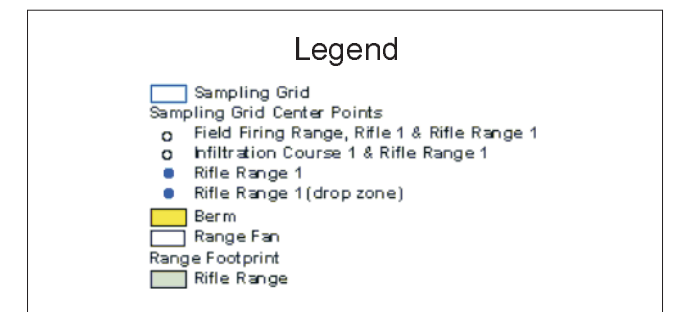 Legend
Sampling Grid
Sampling Grid Center Points
Field Firing Range, Rifle 1 & Rifle Range 1
Infiltration Course 1 & Rifle Range 1
Rifle Range 1
Rifle Range 1 (drop zone)
Berm
Range Fan
Range Footprint
Rifle Range